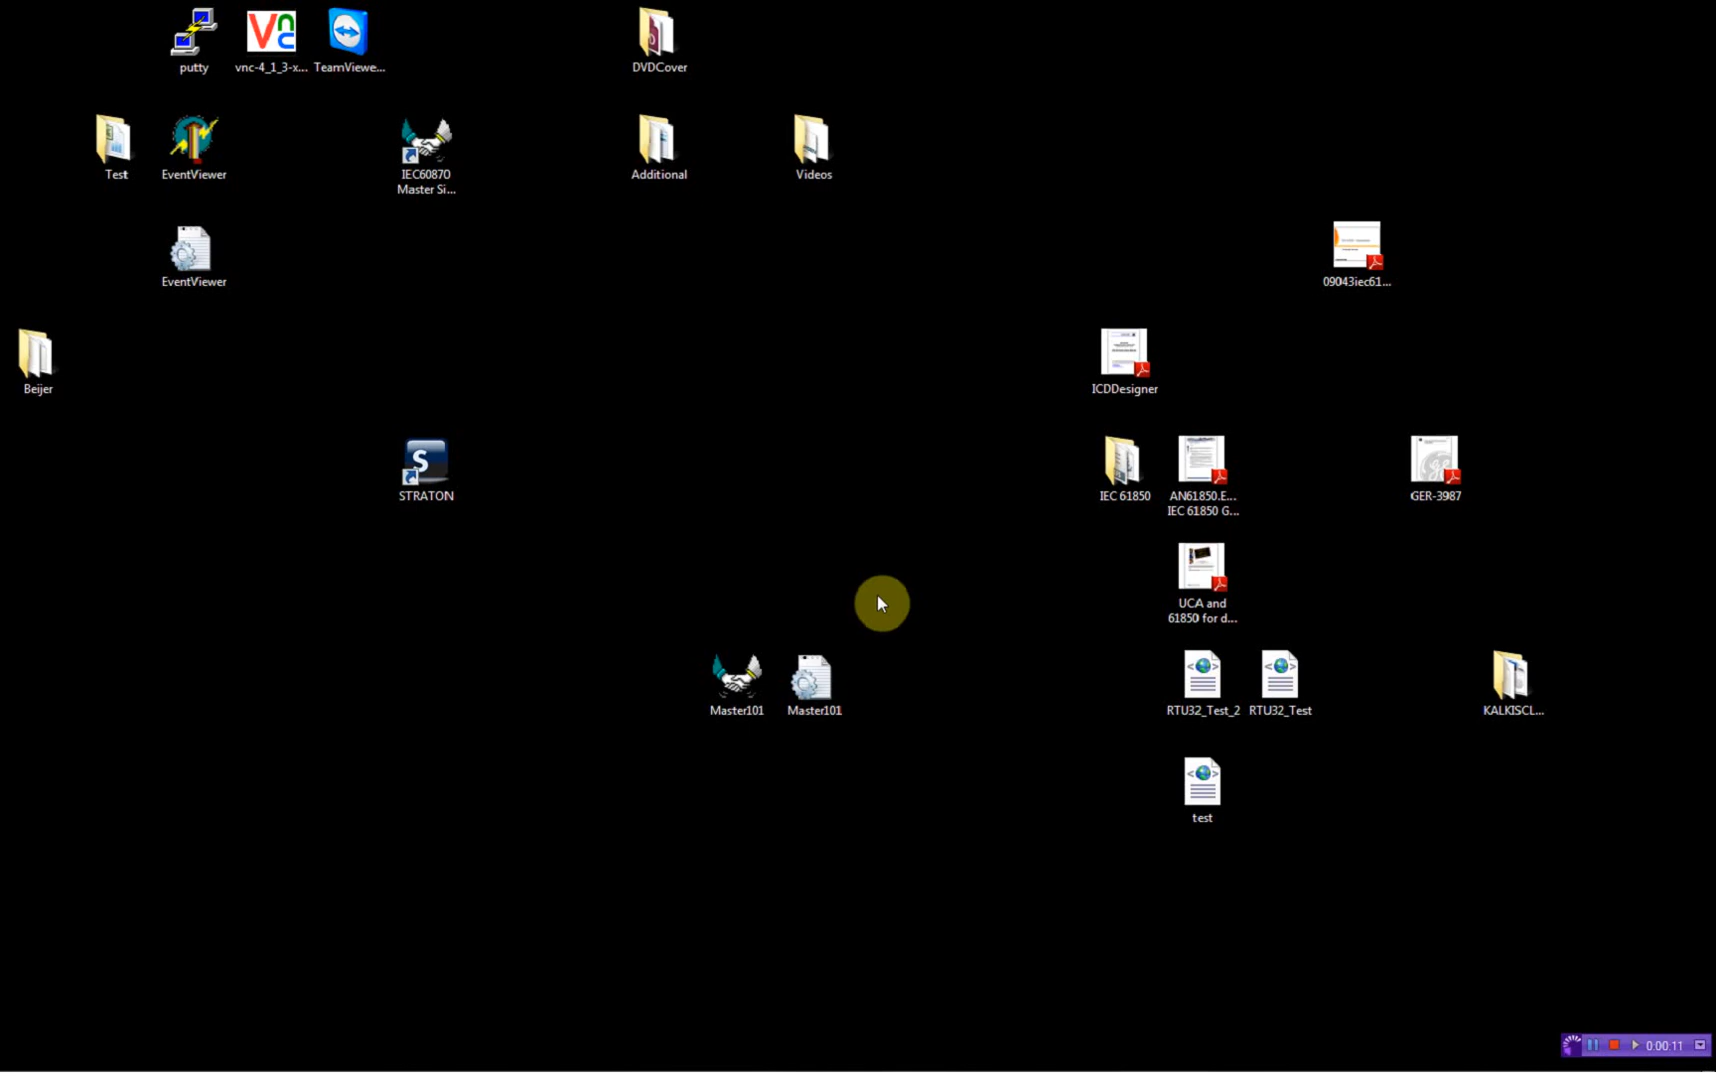 putty
vnc-4_1_3-x...
TeamViewe...
DVDCover
Test
EventViewer
IEC60870
Master Si...
Additional
Videos
EventViewer
09043iec61...
Beijer
ICDDesigner
STRATON
IEC 61850
AN61850.E...
IEC 61850 G...
GER-3987
UCA and
61850 for d...
Master101
Master101
RTU32_Test_2
RTU32_Test
KALKISCL...
test
0:00:11